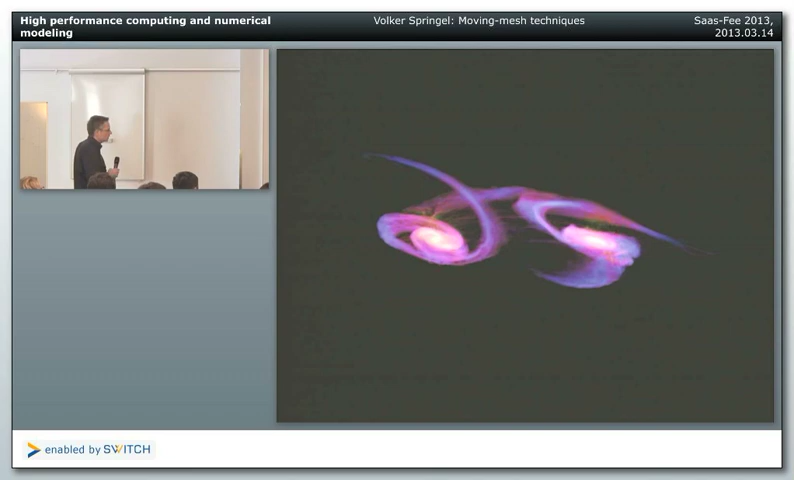 High performance computing and numerical
modeling
Volker Springel: Moving-mesh techniques
Saas-Fee 2013,
2013.03.14
enabled by SWITCH